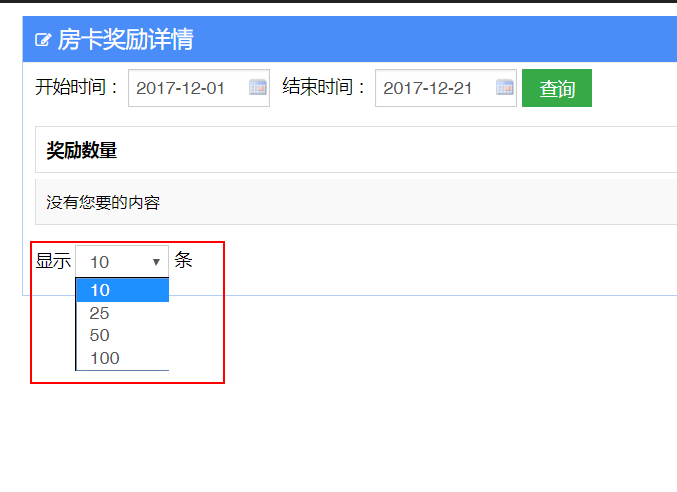 房卡奖励详情
开始时间： 2017-12-01 结束时间： 2017-12-21 查询
奖励数量
没有您要的内容
显示 10 条
10
25
50
100